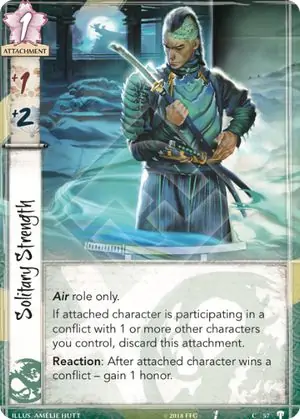 1
ATTACHMENT
+1
+2
Solitary Strength
Air role only.
If attached character is participating in a
conflict with 1 or more other characters
you control, discard this attachment.
Reaction: After attached character wins a
conflict – gain 1 honor.
ILLUS. AMÉLIE HUTT
©2018 FFG
C
57